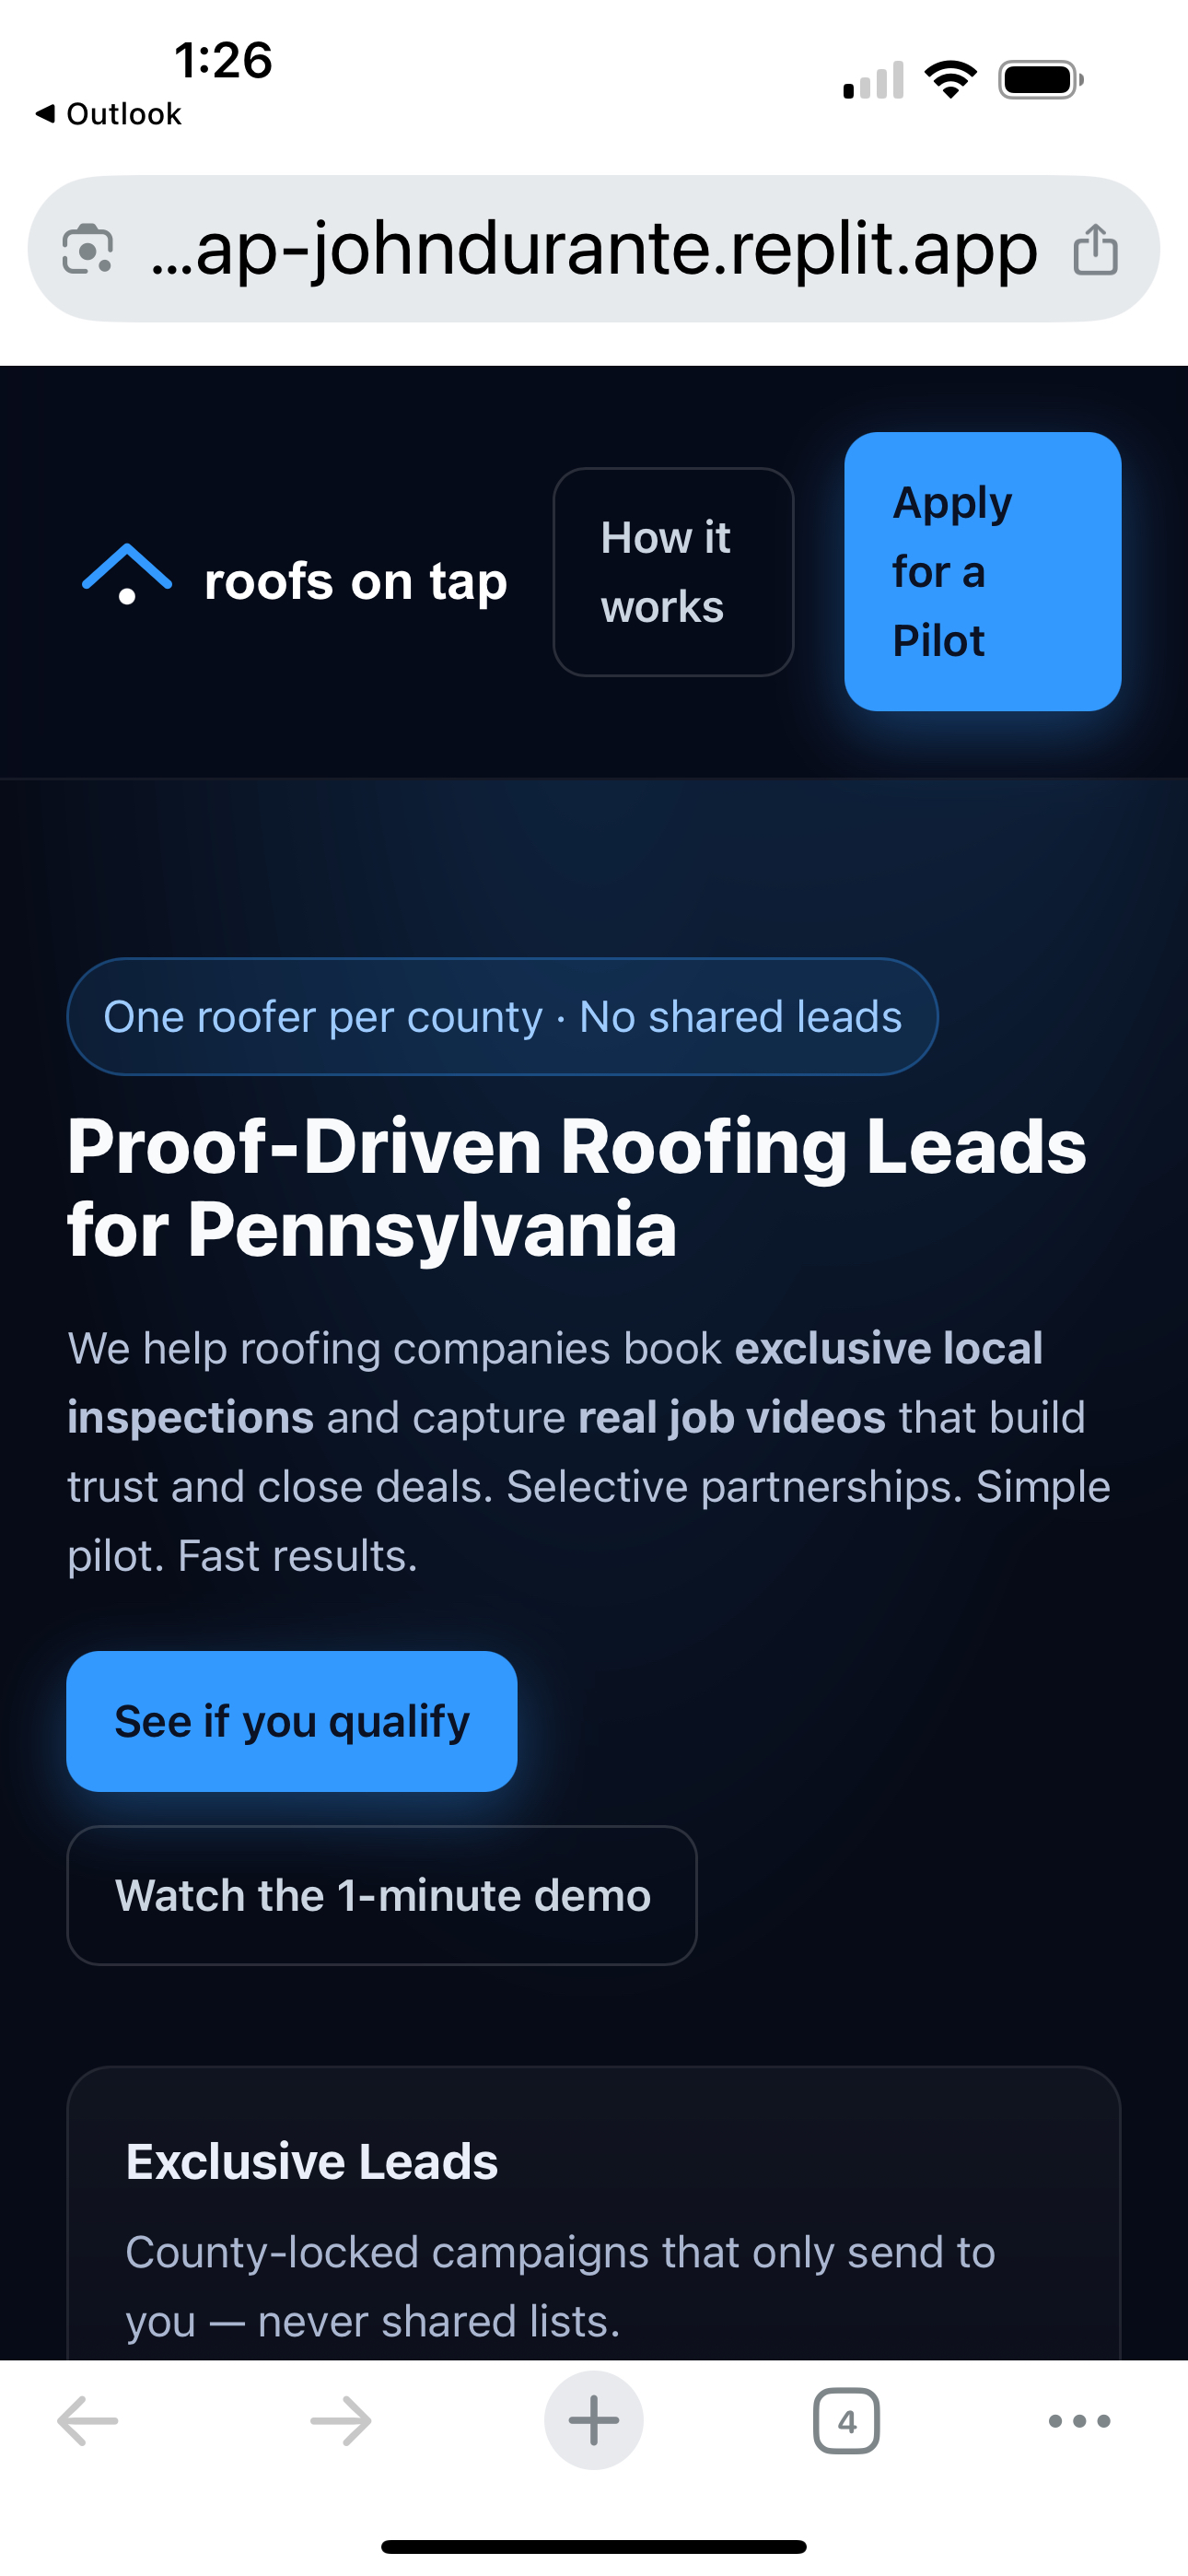 1:26
Outlook
...ap-johndurante.replit.app
roofs on tap
How it
works
Apply
for a
Pilot
One roofer per county · No shared leads
Proof-Driven Roofing Leads
for Pennsylvania
We help roofing companies book exclusive local
inspections and capture real job videos that build
trust and close deals. Selective partnerships. Simple
pilot. Fast results.
See if you qualify
Watch the 1-minute demo
Exclusive Leads
County-locked campaigns that only send to
you — never shared lists.
4